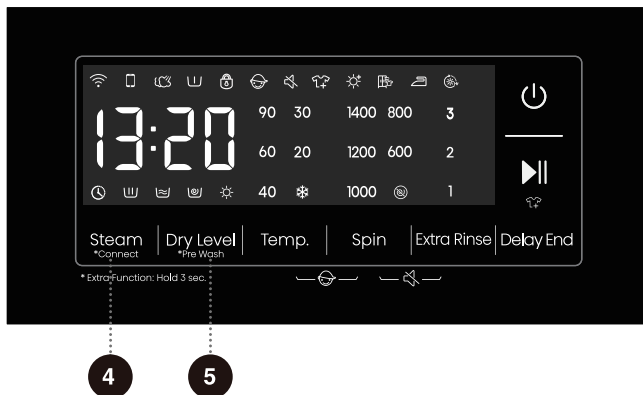 13:20
90 30 1400 800 3
60 20 1200 600 2
40 1000 1
Steam Dry Level Temp. Spin Extra Rinse Delay End
*Connect *Pre Wash
* Extra Function: Hold 3 sec.
4 5